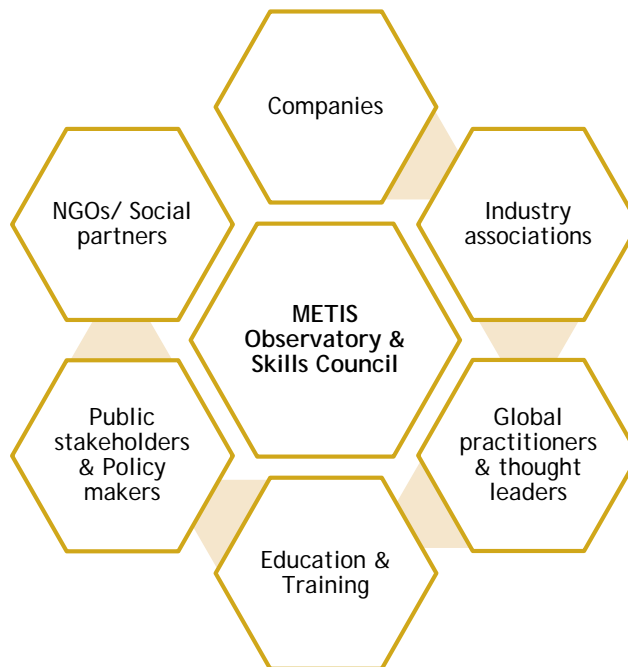 Companies
NGOs/ Social
partners
Industry
associations
METIS
Observatory &
Skills Council
Public
stakeholders
& Policy
makers
Global
practitioners
& thought
leaders
Education &
Training